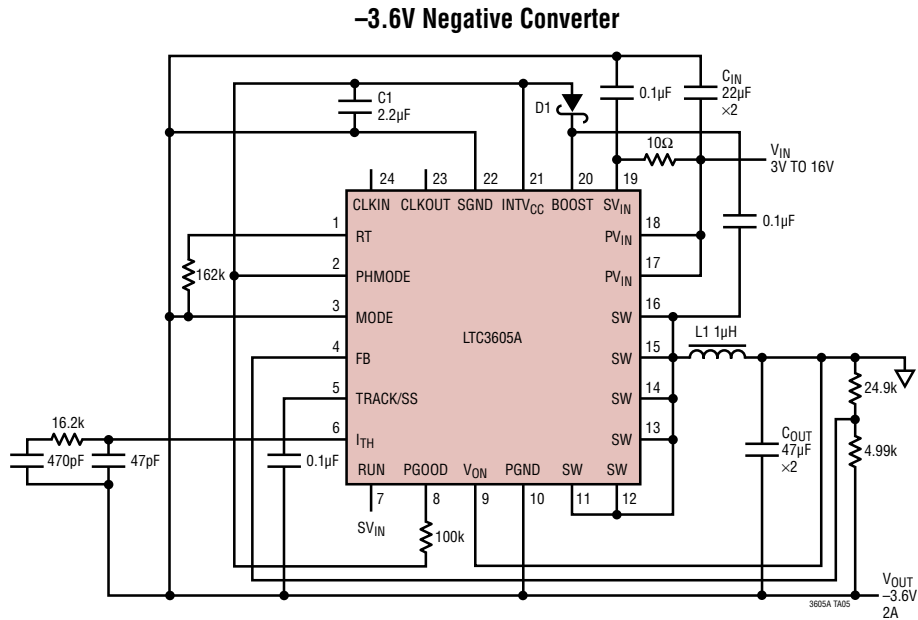 –3.6V Negative Converter
C1
2.2µF
D1
0.1µF
CIN
22µF
×2
10Ω
VIN
3V TO 16V
0.1µF
24
23
22
21
20
19
CLKIN
CLKOUT
SGND
INTVCC
BOOST
SVIN
1
RT
2
PHMODE
3
MODE
4
FB
5
TRACK/SS
6
ITH
162k
LTC3605A
18
PVIN
17
PVIN
16
SW
15
SW
14
SW
13
SW
L1 1µH
24.9k
4.99k
COUT
47µF
×2
16.2k
470pF
47pF
0.1µF
RUN
PGOOD
VON
PGND
SW
SW
7
8
9
10
11
12
SVIN
100k
3605A TA05
VOUT
–3.6V
2A